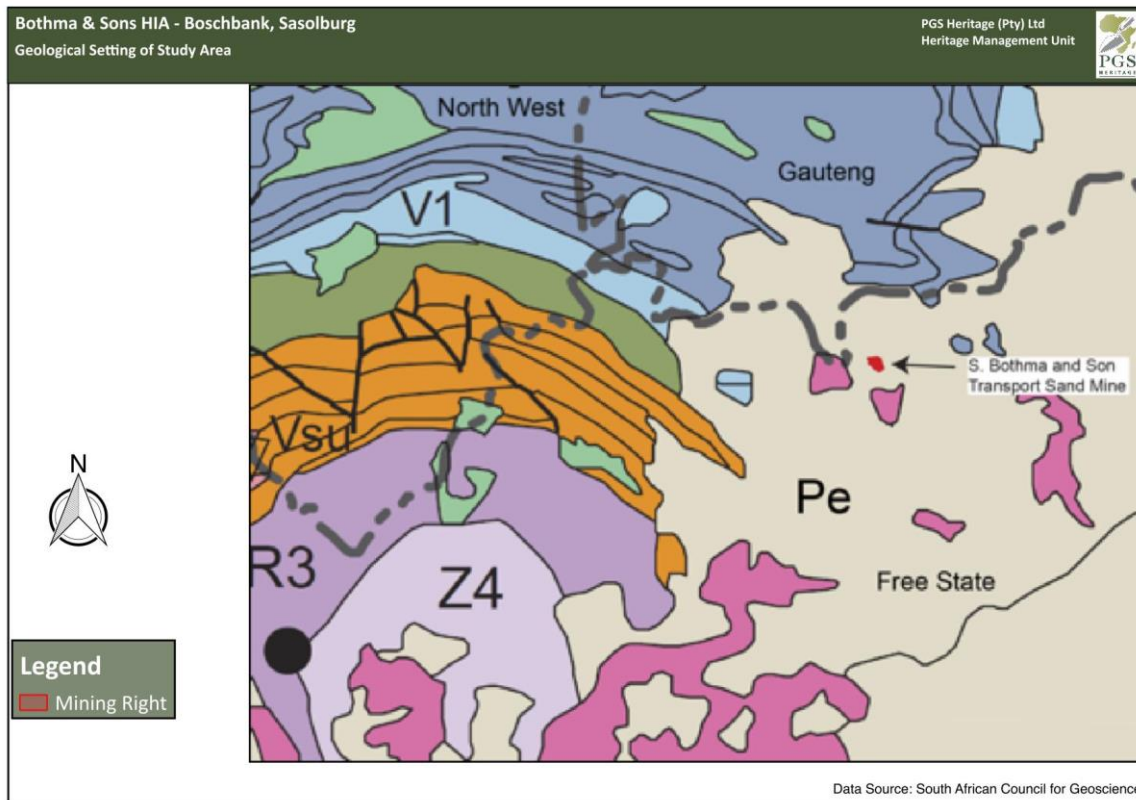 Bothma & Sons HIA - Boschbank, Sasolburg
Geological Setting of Study Area
PGS Heritage (Pty) Ltd
Heritage Management Unit
PGS
HERITAGE
North West
Gauteng
V1
S. Bothma and Son
Transport Sand Mine
Vsu
Pe
R3
Z4
Free State
N
Legend
Mining Right
Data Source: South African Council for Geoscience